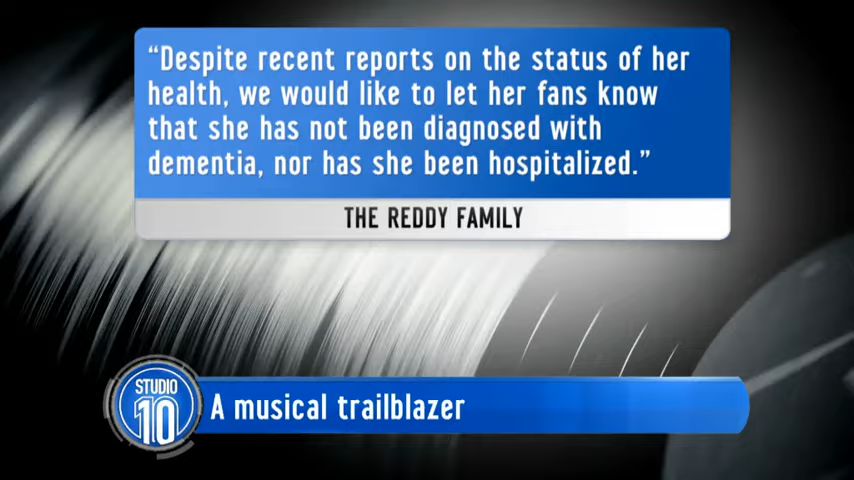 “Despite recent reports on the status of her
health, we would like to let her fans know
that she has not been diagnosed with
dementia, nor has she been hospitalized.”
THE REDDY FAMILY
STUDIO
10
A musical trailblazer